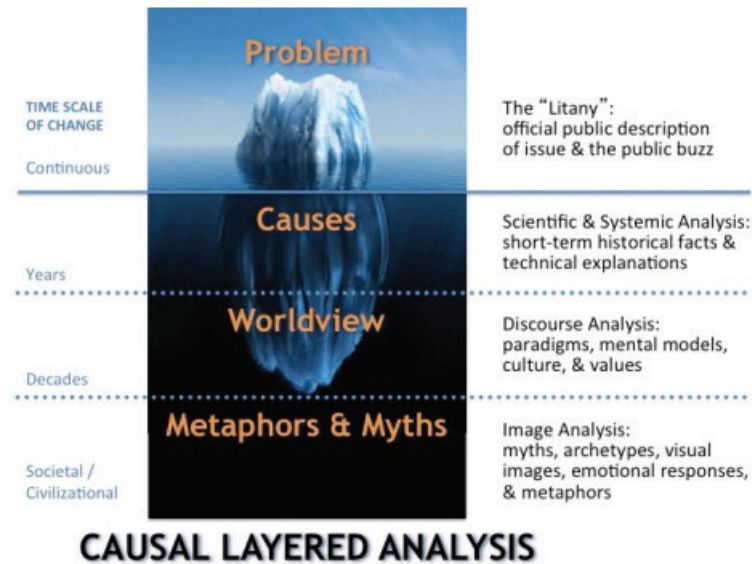 Problem
TIME SCALE
OF CHANGE
Continuous
The “Litany”:
official public description
of issue & the public buzz
Causes
Years
Scientific & Systemic Analysis:
short-term historical facts &
technical explanations
Worldview
Decades
Discourse Analysis:
paradigms, mental models,
culture, & values
Metaphors & Myths
Societal /
Civilizational
Image Analysis:
myths, archetypes, visual
images, emotional responses,
& metaphors
CAUSAL LAYERED ANALYSIS